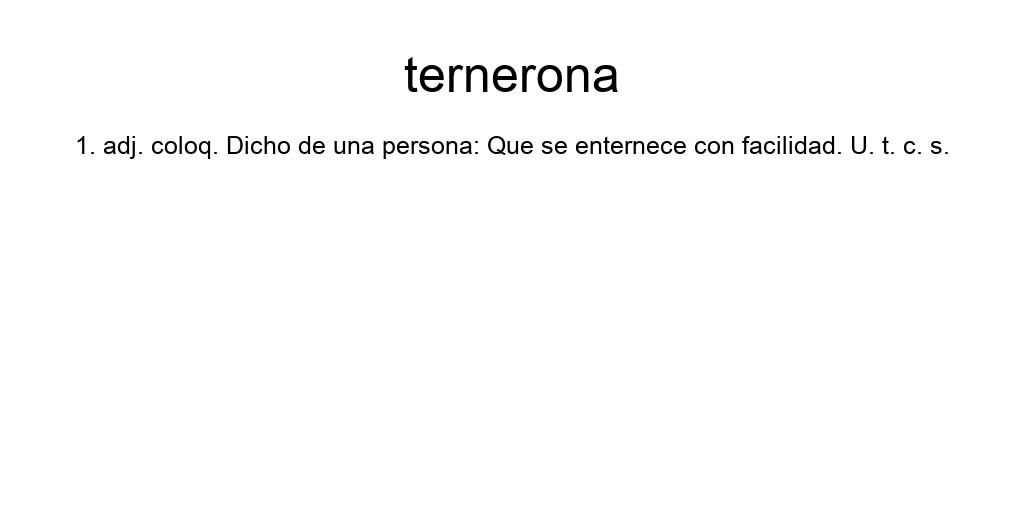 ternerona
1. adj. coloq. Dicho de una persona: Que se enternece con facilidad. U. t. c. s.